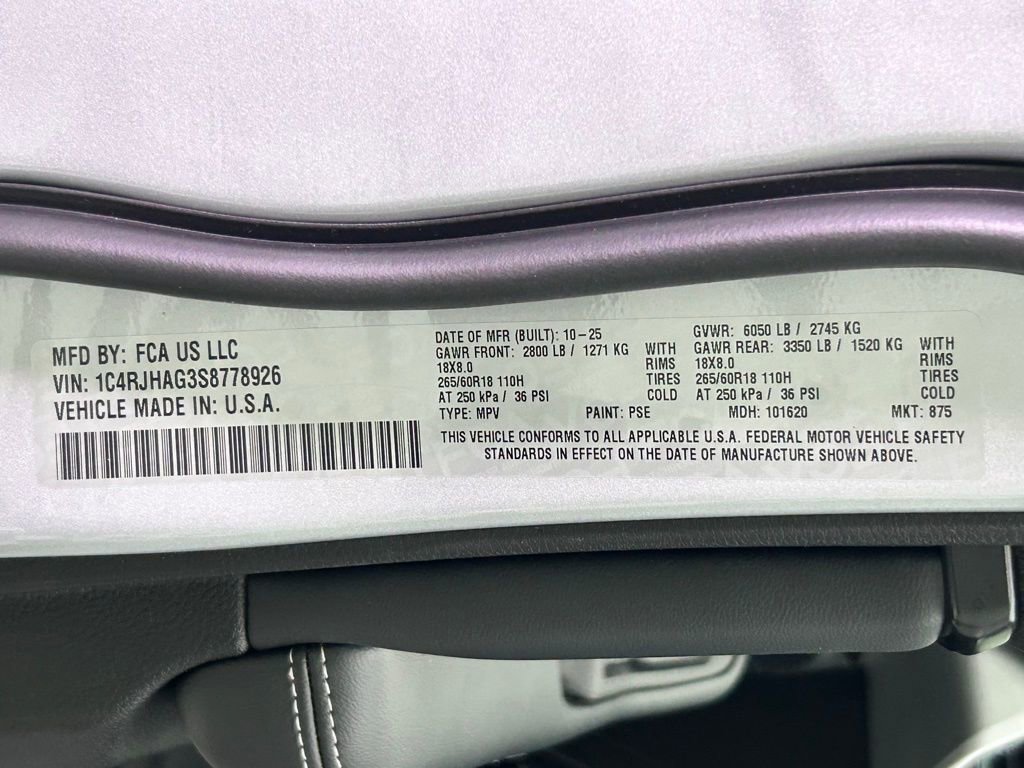 MFD BY: FCA US LLC
VIN: 1C4RJHAG3S8778926
VEHICLE MADE IN: U.S.A.
DATE OF MFR (BUILT): 10-25
GAWR FRONT: 2800 LB / 1271 KG WITH
18X8.0 RIMS
265/60R18 110H TIRES
AT 250 kPa / 36 PSI COLD
GVWR: 6050 LB / 2745 KG
GAWR REAR: 3350 LB / 1520 KG WITH
18X8.0 RIMS
265/60R18 110H TIRES
AT 250 kPa / 36 PSI COLD
TYPE: MPV PAINT: PSE MDH: 101620 MKT: 875
THIS VEHICLE CONFORMS TO ALL APPLICABLE U.S.A. FEDERAL MOTOR VEHICLE SAFETY
STANDARDS IN EFFECT ON THE DATE OF MANUFACTURE SHOWN ABOVE.